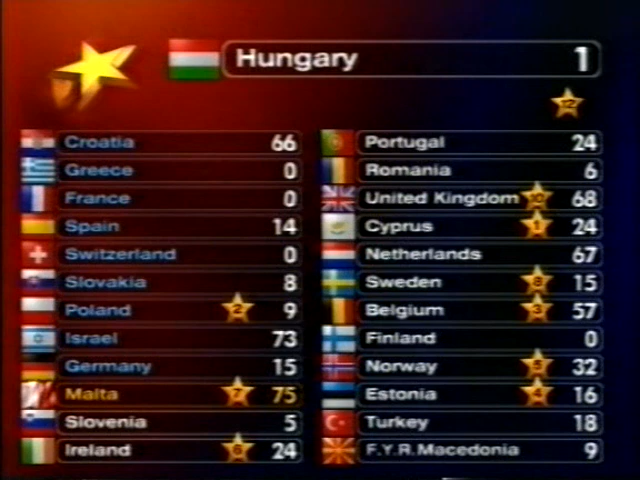 Hungary 1
12
Croatia 66
Greece 0
France 0
Spain 14
Switzerland 0
Slovakia 8
Poland 2 9
Israel 73
Germany 15
Malta 7 75
Slovenia 5
Ireland 6 24
Portugal 24
Romania 6
United Kingdom 10 68
Cyprus 1 24
Netherlands 67
Sweden 8 15
Belgium 3 57
Finland 0
Norway 5 32
Estonia 4 16
Turkey 18
F.Y.R.Macedonia 9